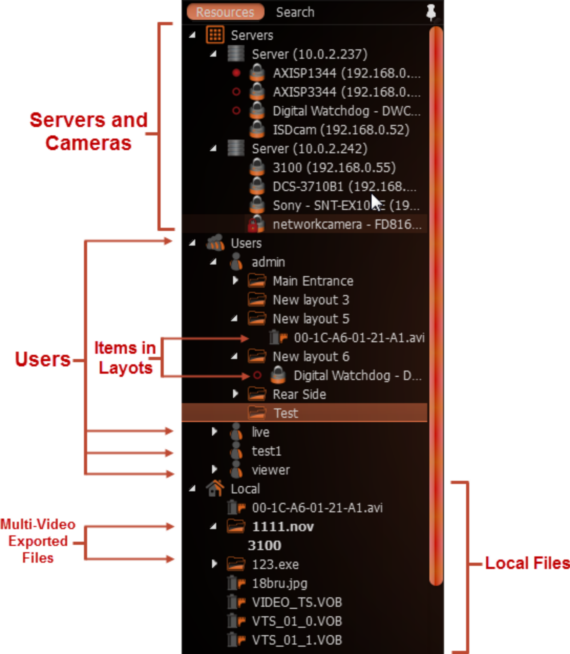 Resources Search
Servers
Server (10.0.2.237)
AXISP1344 (192.168.0....
AXISP3344 (192.168.0....
Digital Watchdog - DWC...
ISDcam (192.168.0.52)
Server (10.0.2.242)
3100 (192.168.0.55)
DCS-3710B1 (192.168....
Sony - SNT-EX10 (19...
networkcamera - FD816...
Servers and
Cameras
Users
admin
Main Entrance
New layout 3
New layout 5
00-1C-A6-01-21-A1.avi
New layout 6
Digital Watchdog - D...
Rear Side
Test
live
test1
viewer
Users
Items in
Layots
Local
00-1C-A6-01-21-A1.avi
1111.nov
3100
123.exe
18bru.jpg
VIDEO_TS.VOB
VTS_01_0.VOB
VTS_01_1.VOB
Multi-Video
Exported
Files
Local Files